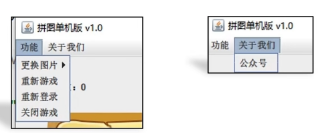 拼图单机版 v1.0
功能 关于我们
更换图片
重新游戏
: 0
重新登录
关闭游戏
拼图单机版 v1.0
功能 关于我们
公众号